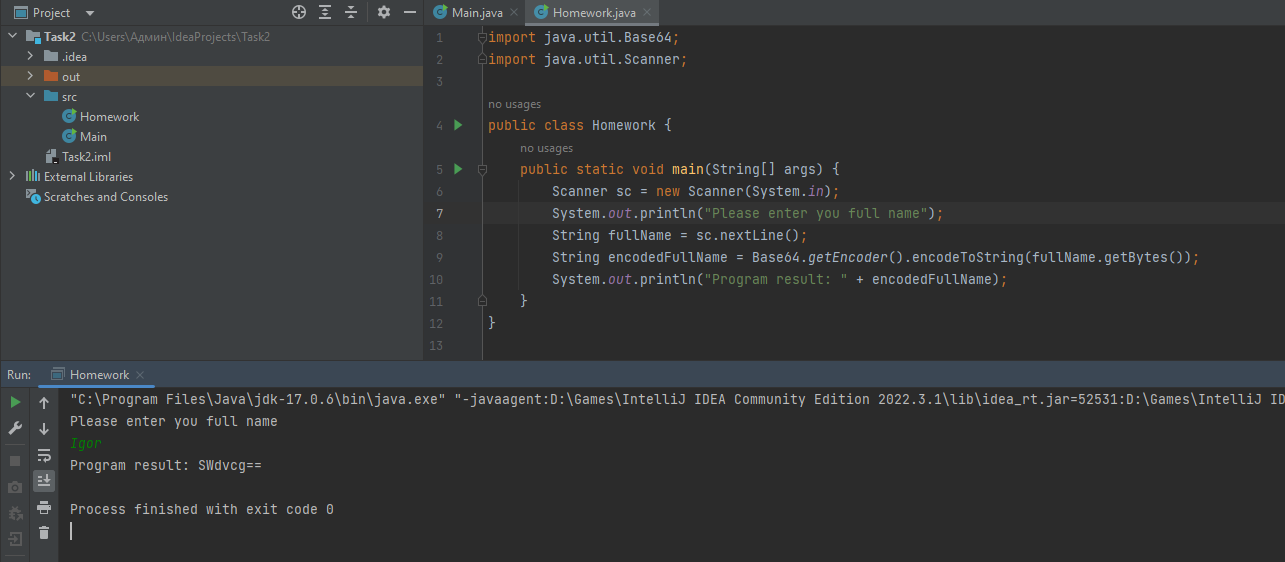 Project
Task2 C:\Users\Админ\IdeaProjects\Task2
.idea
out
src
Homework
Main
Task2.iml
External Libraries
Scratches and Consoles
Main.java Homework.java
1 import java.util.Base64;
2 import java.util.Scanner;
3
no usages
4 public class Homework {
no usages
5 public static void main(String[] args) {
6 Scanner sc = new Scanner(System.in);
7 System.out.println("Please enter you full name");
8 String fullName = sc.nextLine();
9 String encodedFullName = Base64.getEncoder().encodeToString(fullName.getBytes());
10 System.out.println("Program result: " + encodedFullName);
11 }
12 }
13
Run: Homework
"C:\Program Files\Java\jdk-17.0.6\bin\java.exe" "-javaagent:D:\Games\IntelliJ IDEA Community Edition 2022.3.1\lib\idea_rt.jar=52531:D:\Games\IntelliJ ID
Please enter you full name
Igor
Program result: SWdvcg==
Process finished with exit code 0